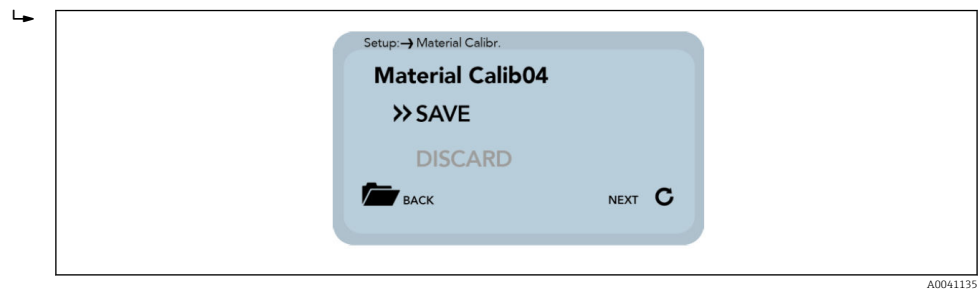 Setup:→ Material Calibr.
Material Calib04
>> SAVE
DISCARD
BACK NEXT
A0041135